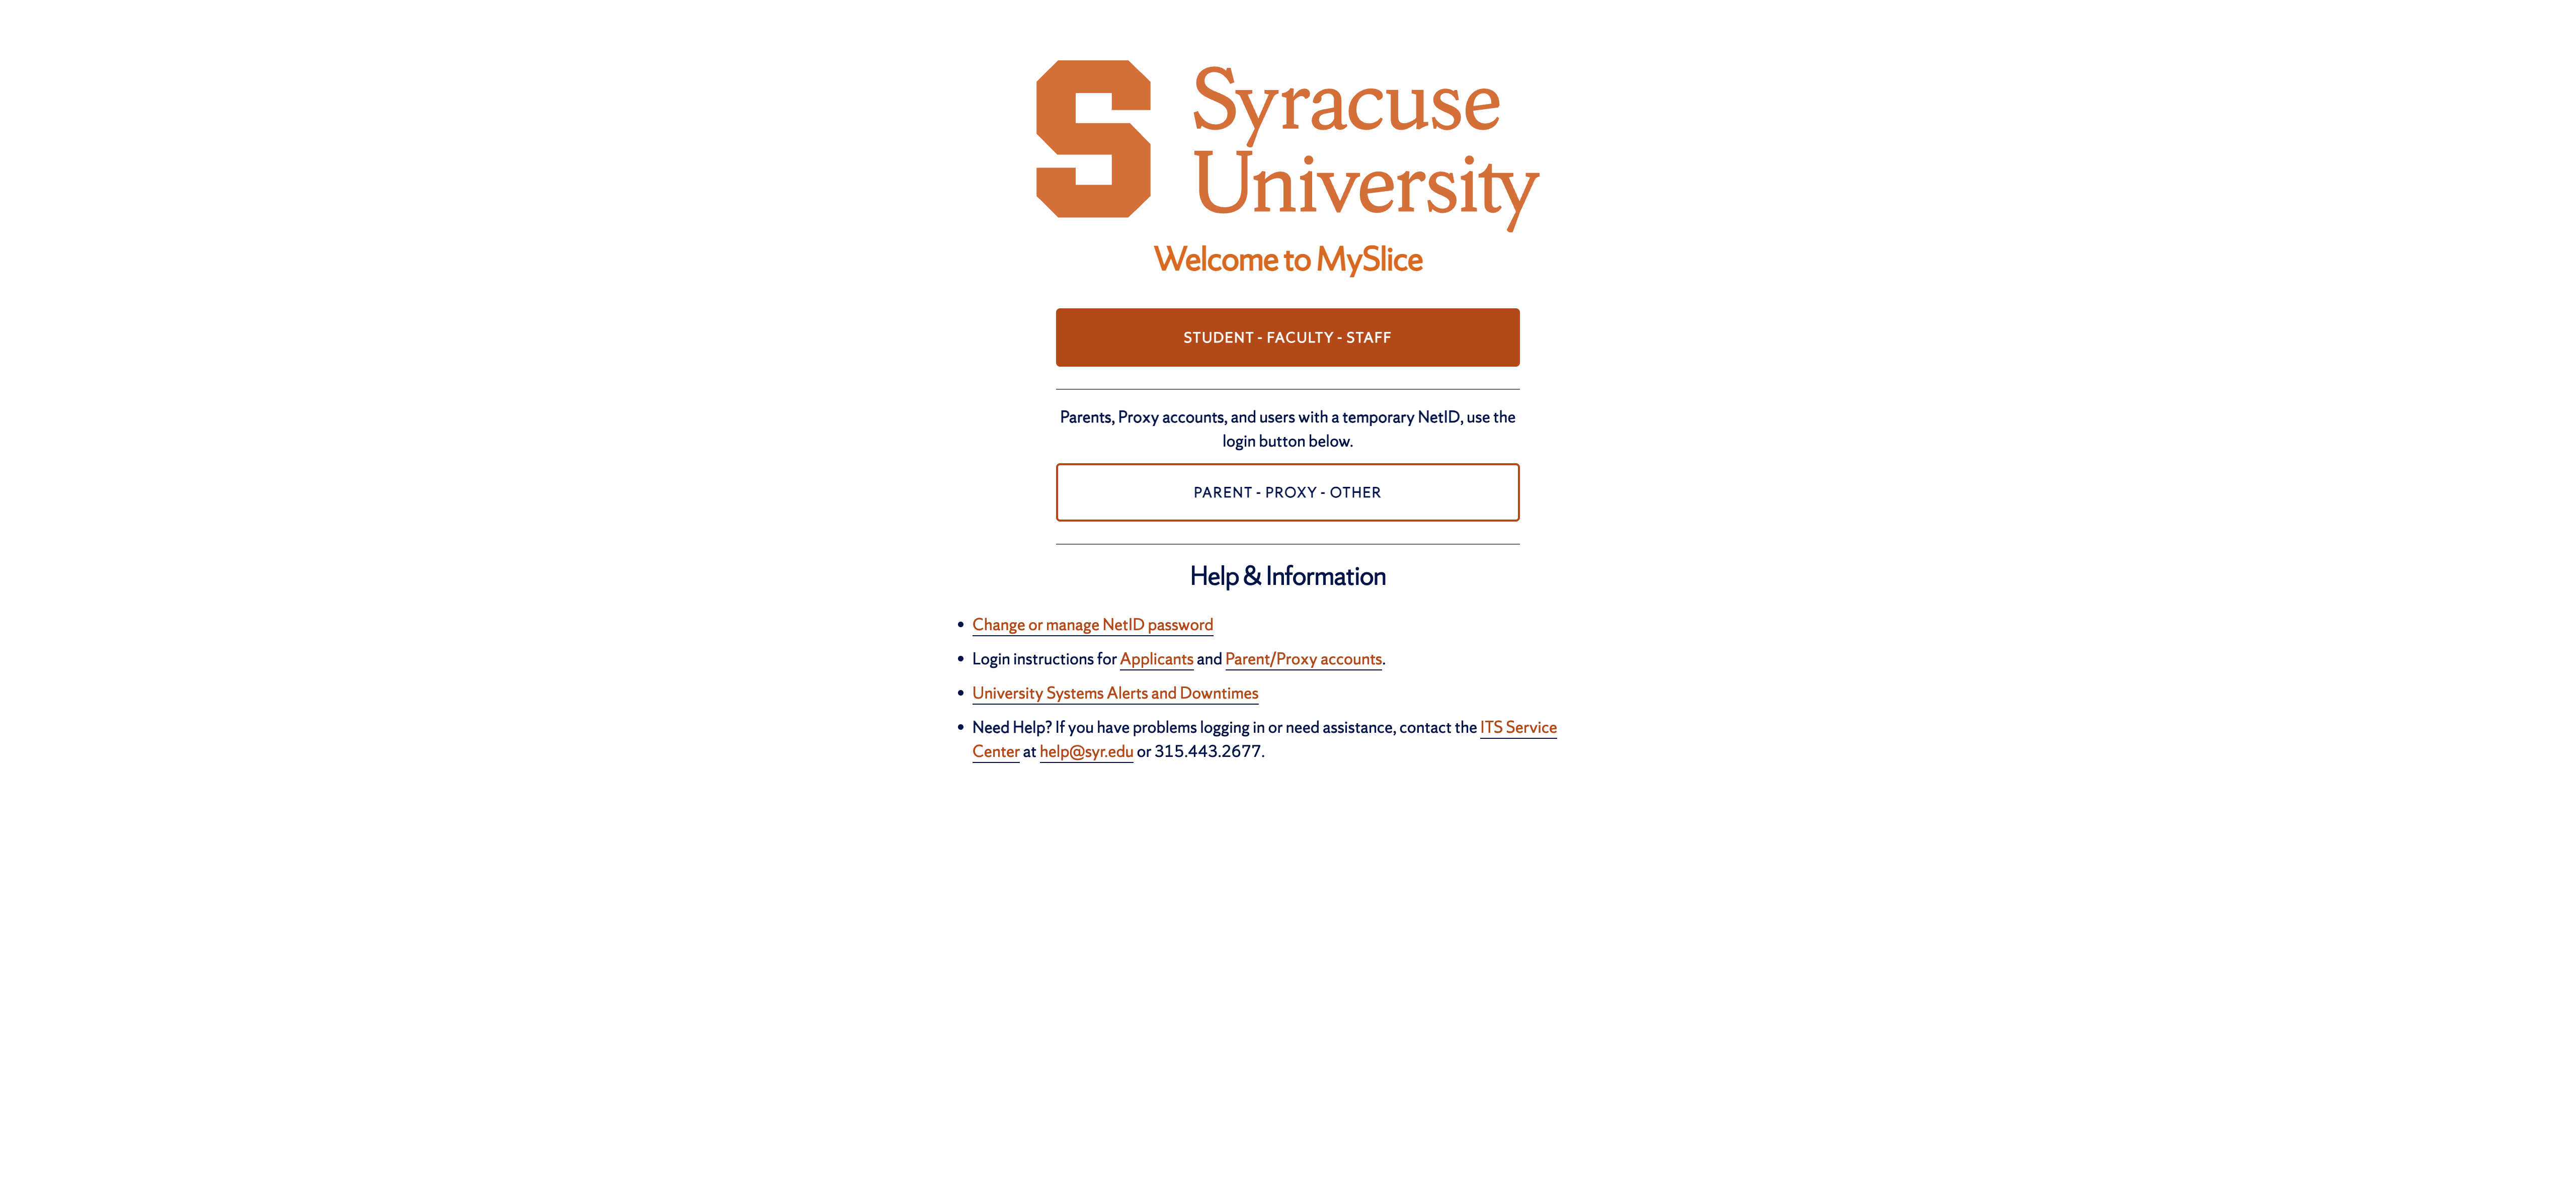 S
Syracuse
University
Welcome to MySlice
STUDENT - FACULTY - STAFF
Parents, Proxy accounts, and users with a temporary NetID, use the
login button below.
PARENT - PROXY - OTHER
Help & Information
• Change or manage NetID password
• Login instructions for Applicants and Parent/Proxy accounts.
• University Systems Alerts and Downtimes
• Need Help? If you have problems logging in or need assistance, contact the ITS Service
Center at help@syr.edu or 315.443.2677.